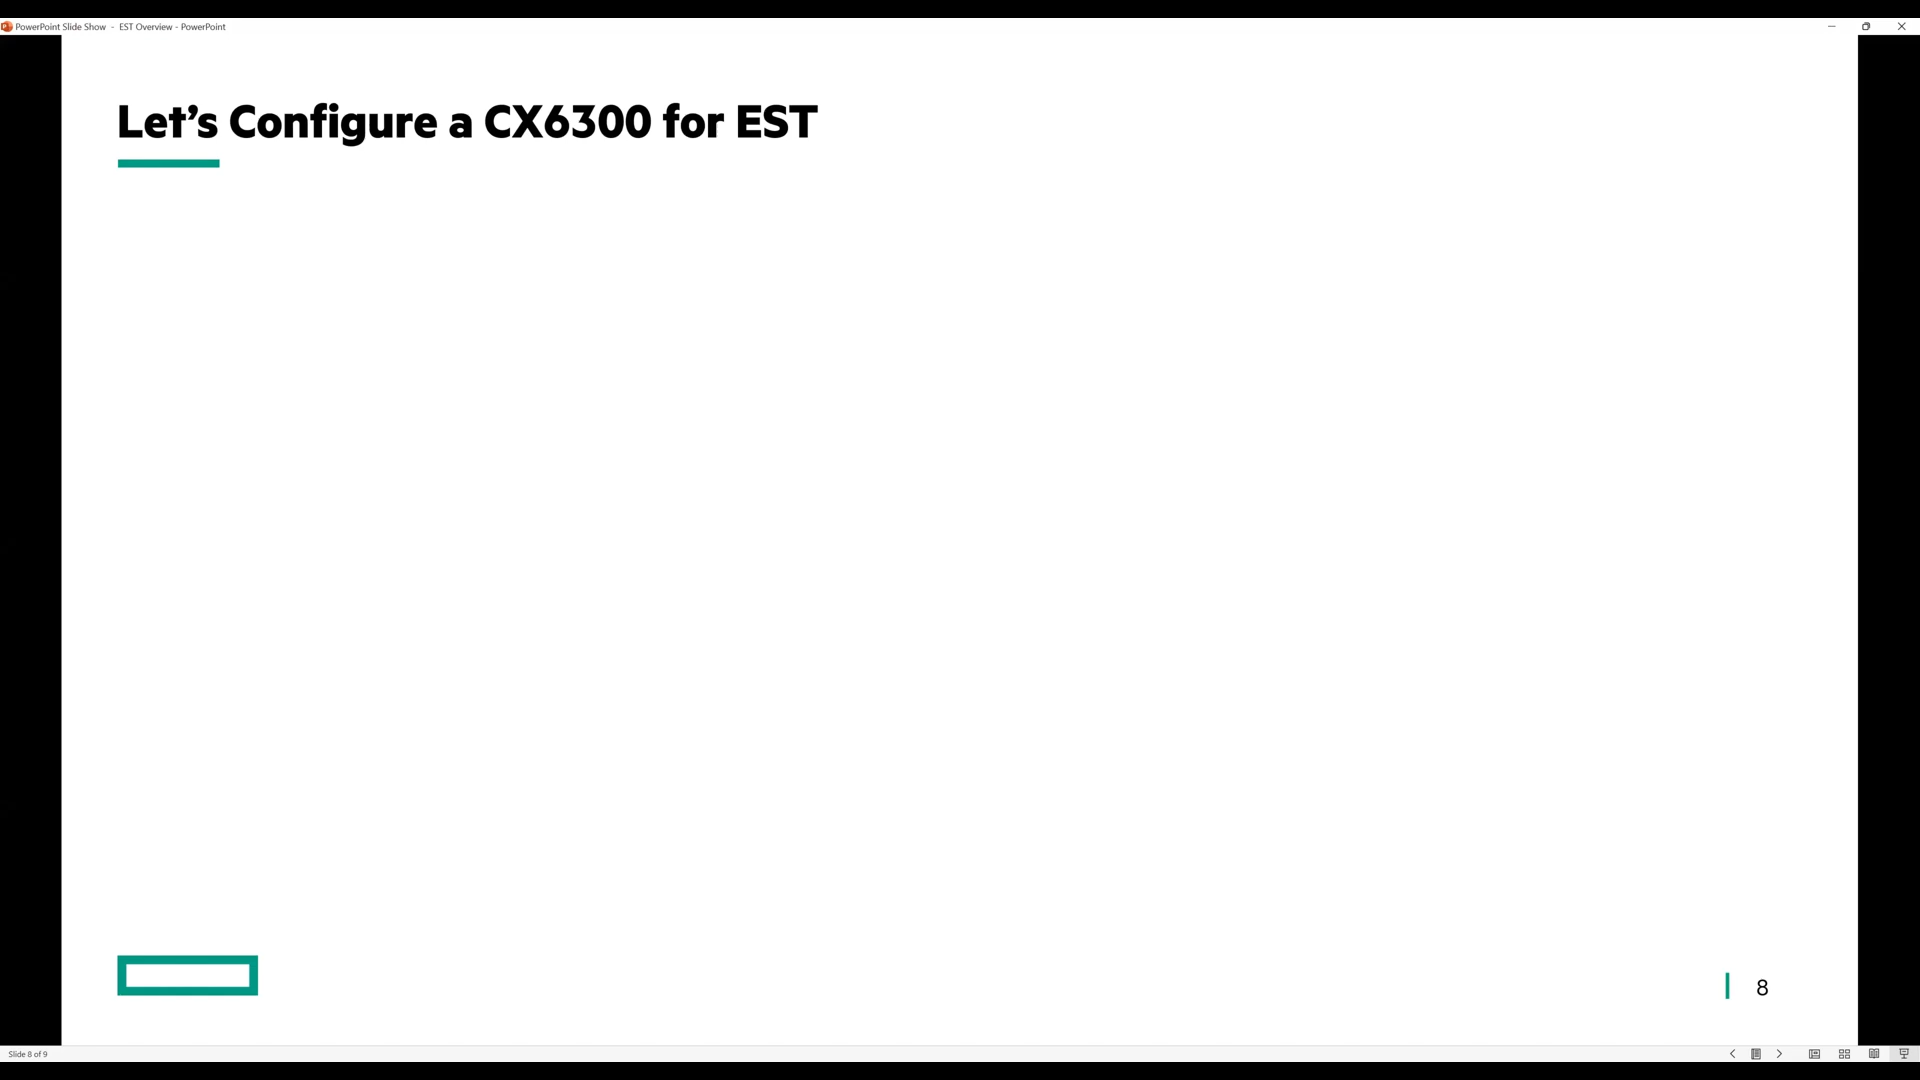 PowerPoint Slide Show - EST Overview - PowerPoint
Let’s Configure a CX6300 for EST
8
Slide 8 of 9